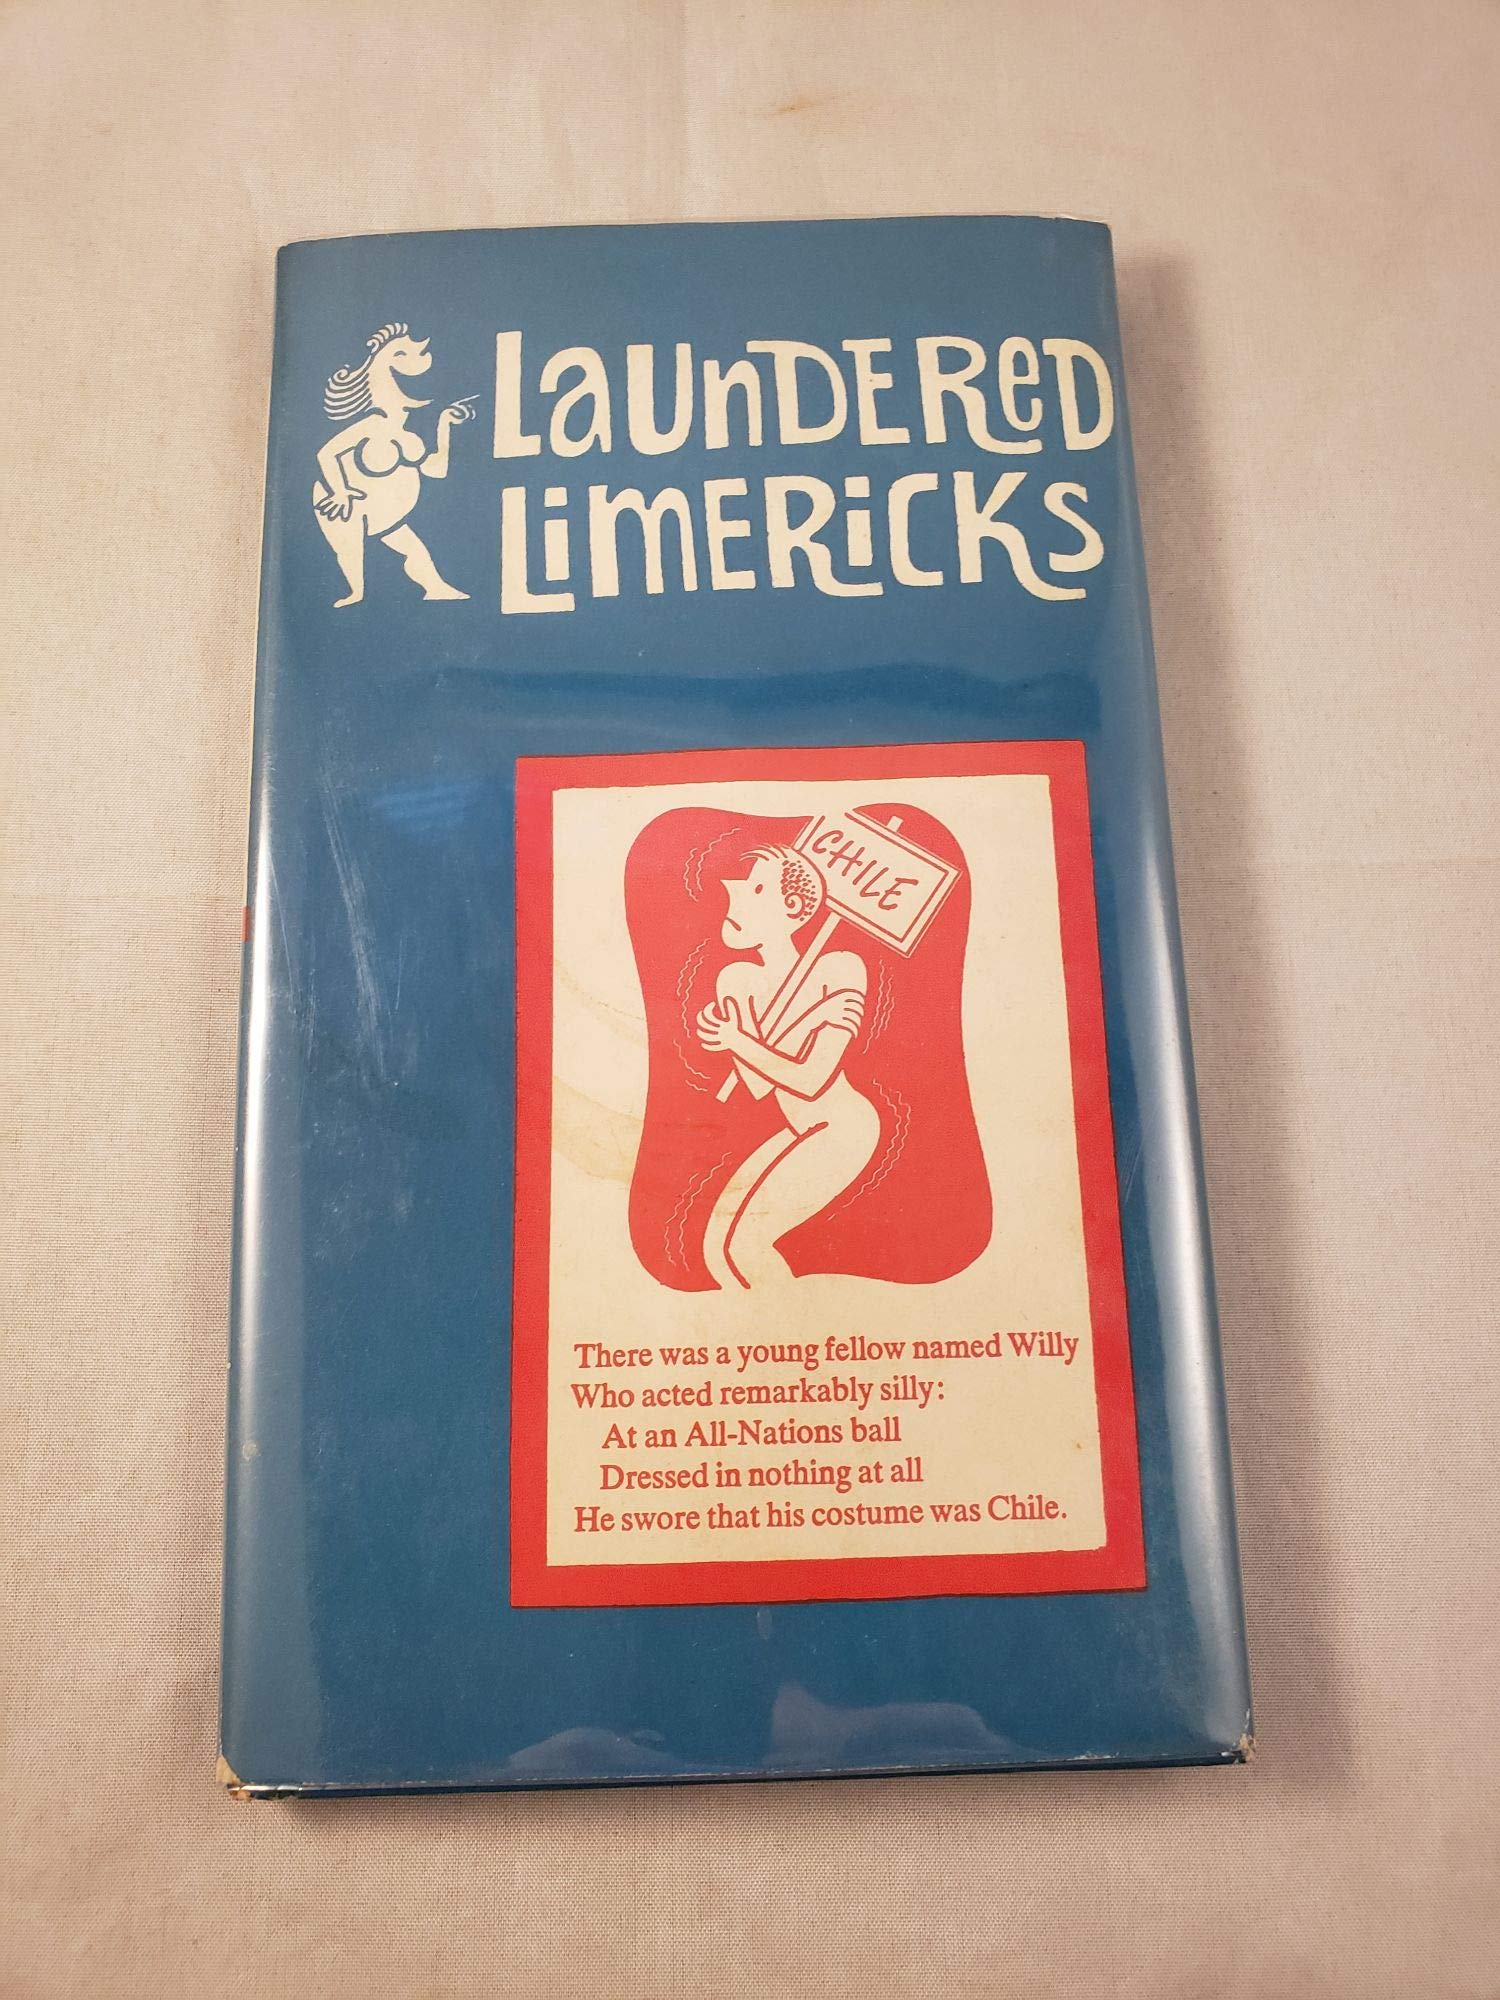 LaUnDEReD
LiMERiCKS
CHILE
There was a young fellow named Willy
Who acted remarkably silly:
At an All-Nations ball
Dressed in nothing at all
He swore that his costume was Chile.